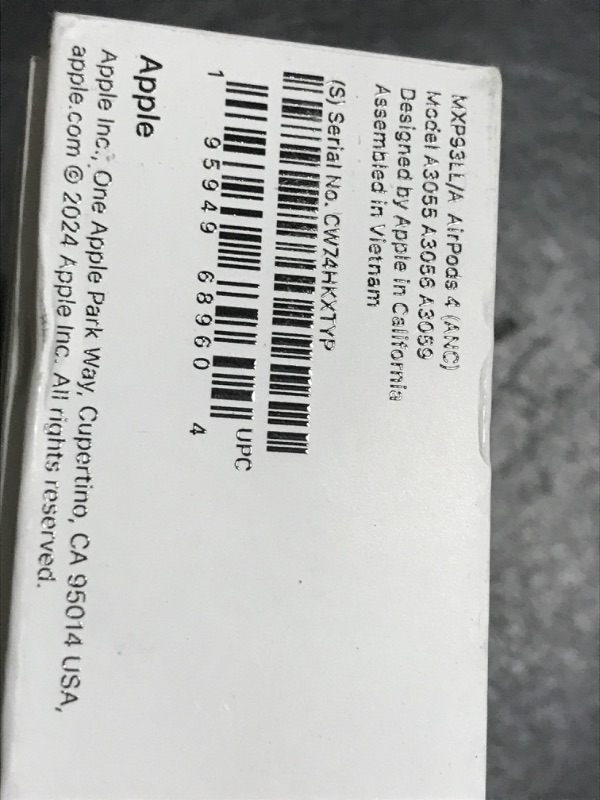 MXP93LL/A AirPods 4 (ANC)
Model A3055 A3056 A3059
Designed by Apple in California
Assembled in Vietnam
(S) Serial No. CW74HKXTYP
UPC
1 95949 68960 4
Apple
Apple Inc., One Apple Park Way, Cupertino, CA 95014 USA,
apple.com © 2024 Apple Inc. All rights reserved.